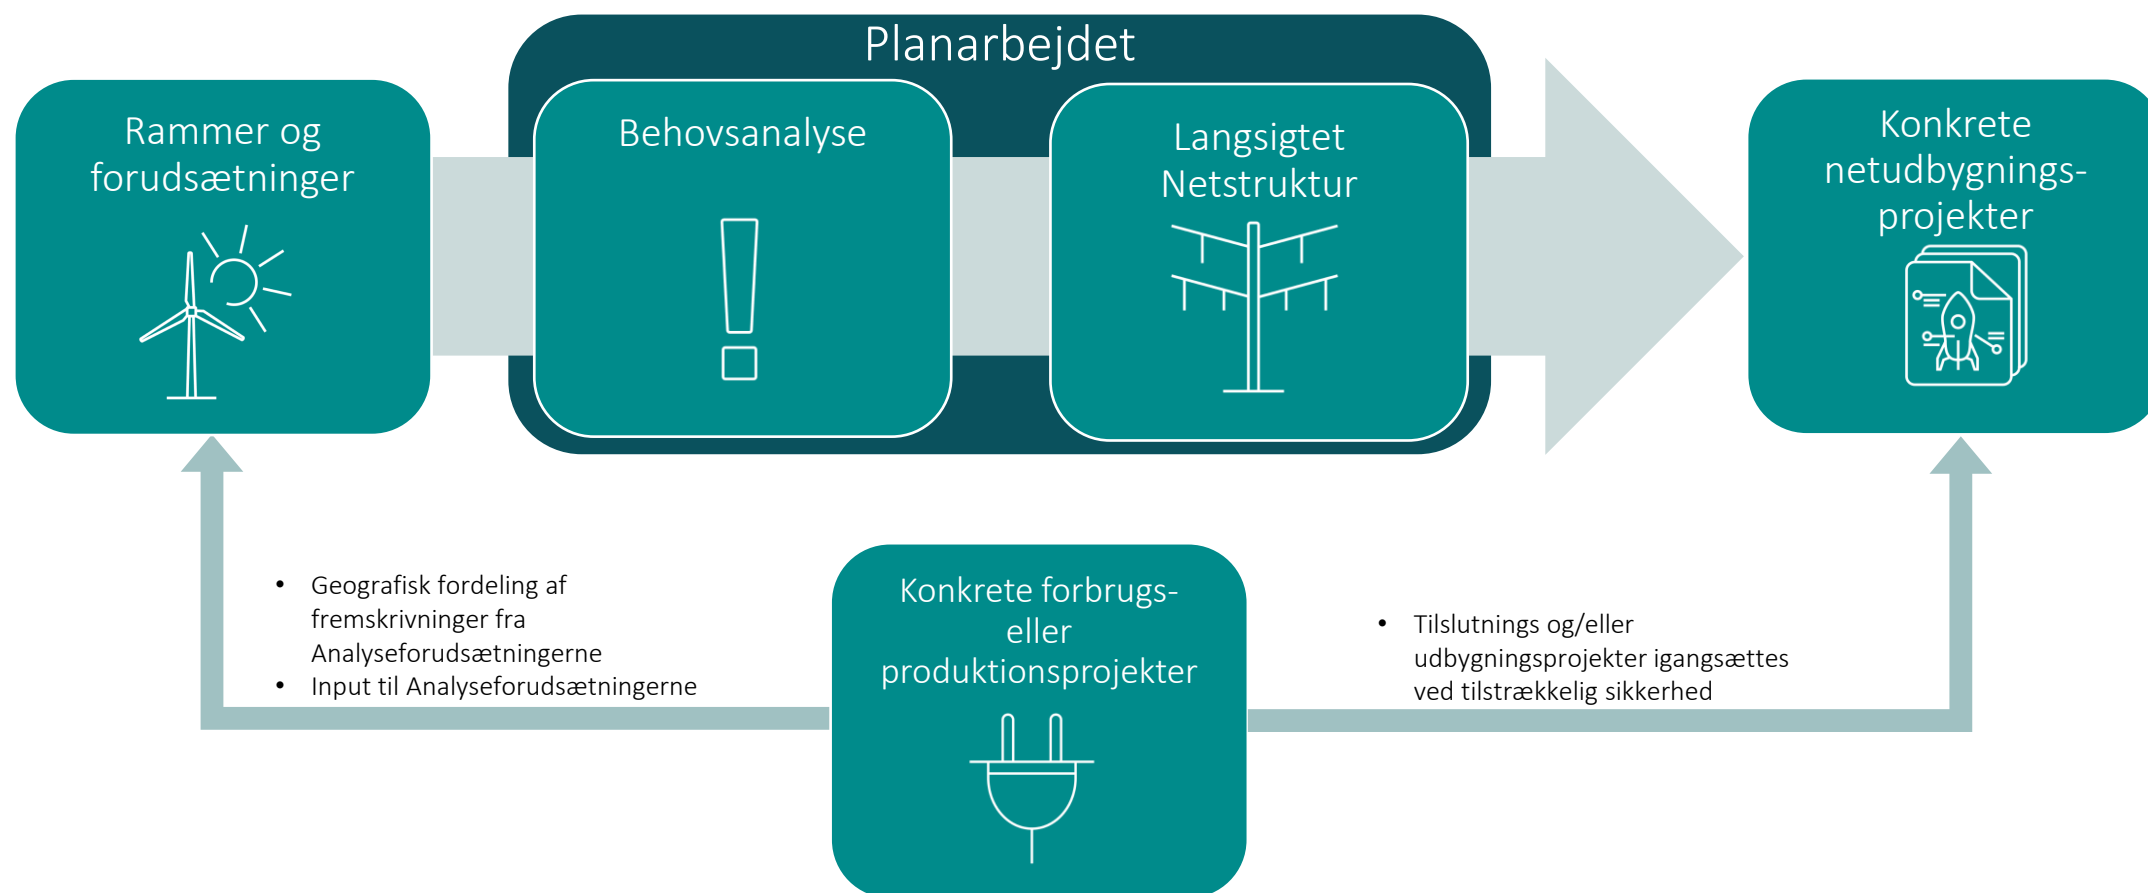 Planarbejdet
Rammer og
forudsætninger
Behovsanalyse
Langsigtet
Netstruktur
Konkrete
netudbygnings-
projekter
• Geografisk fordeling af
fremskrivninger fra
Analyseforudsætningerne
• Input til Analyseforudsætningerne
Konkrete forbrugs-
eller
produktionsprojekter
• Tilslutnings og/eller
udbygningsprojekter igangsættes
ved tilstrækkelig sikkerhed